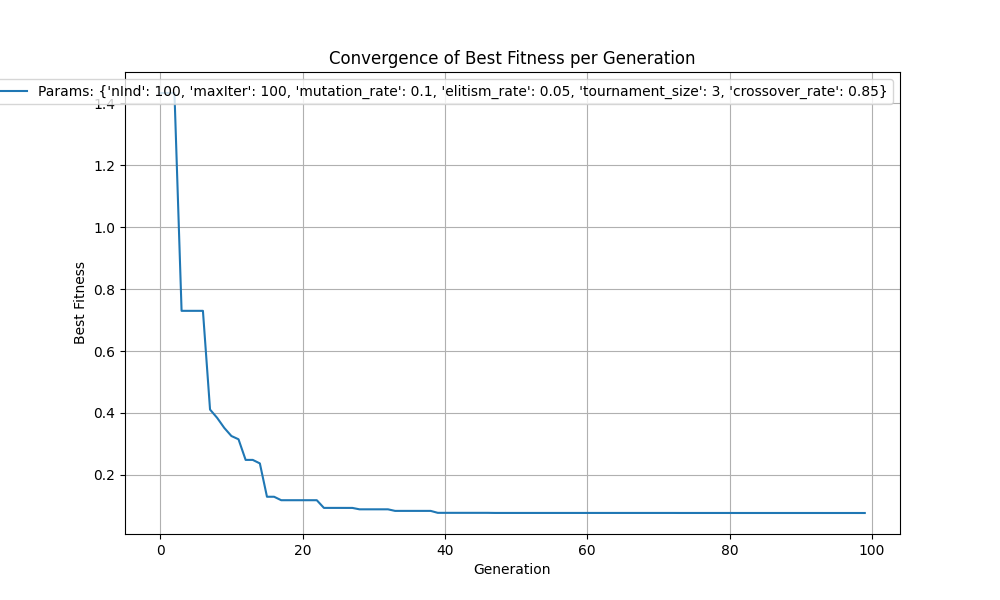 Convergence of Best Fitness per Generation
Params: {'nInd': 100, 'maxIter': 100, 'mutation_rate': 0.1, 'elitism_rate': 0.05, 'tournament_size': 3, 'crossover_rate': 0.85}
1.4
1.2
1.0
0.8
0.6
0.4
0.2
Best Fitness
0 20 40 60 80 100
Generation